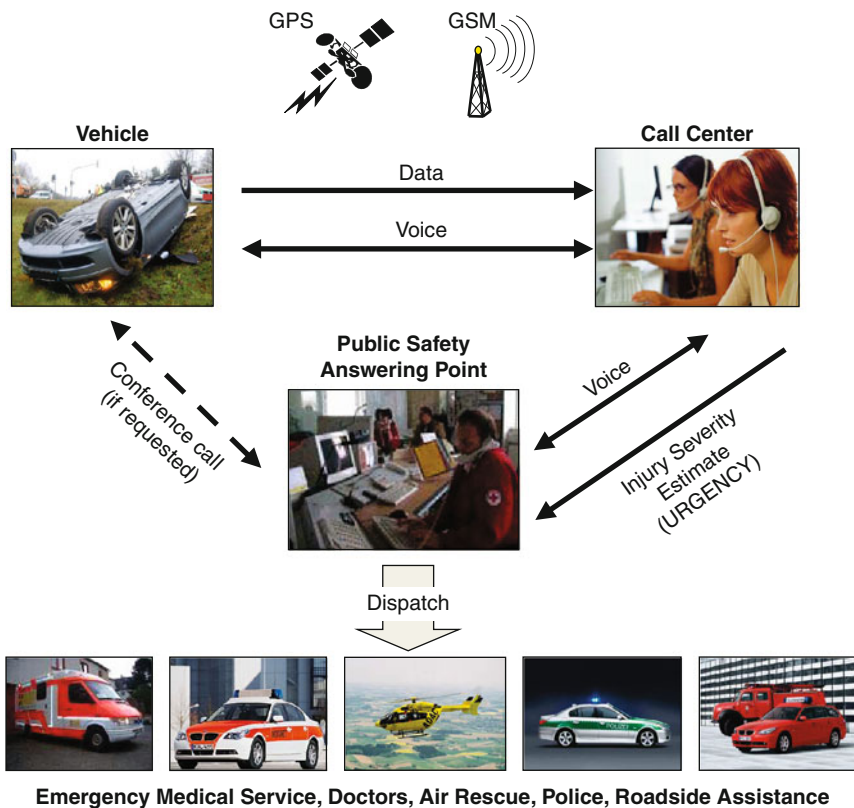 GPS
GSM
Vehicle
Call Center
Data
Voice
Public Safety
Answering Point
Conference call
(if requested)
Voice
Injury Severity
Estimate
(URGENCY)
Dispatch
POLIZEI
Emergency Medical Service, Doctors, Air Rescue, Police, Roadside Assistance